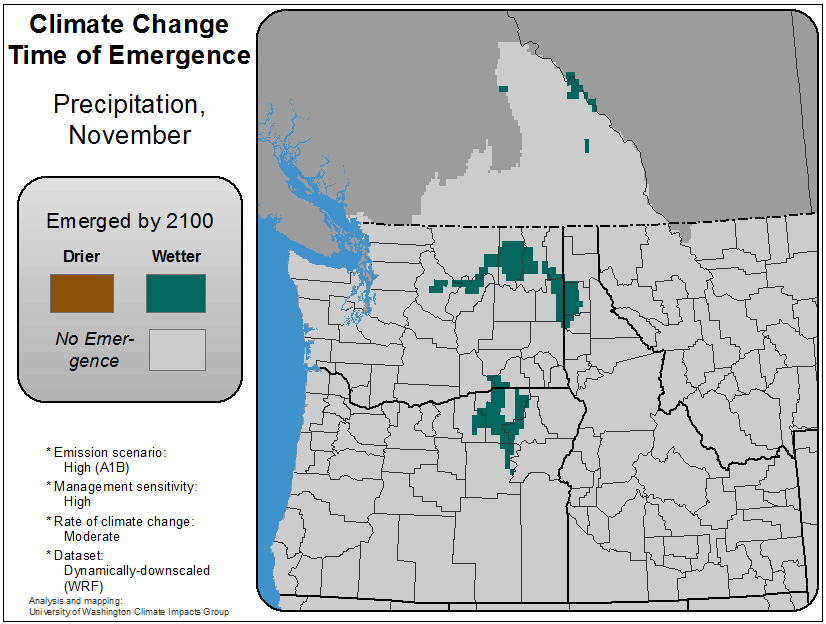 Climate Change
Time of Emergence
Precipitation,
November
Emerged by 2100
Drier
Wetter
No Emer-
gence
* Emission scenario:
High (A1B)
* Management sensitivity:
High
* Rate of climate change:
Moderate
* Dataset:
Dynamically-downscaled
(WRF)
Analysis and mapping:
University of Washington Climate Impacts Group